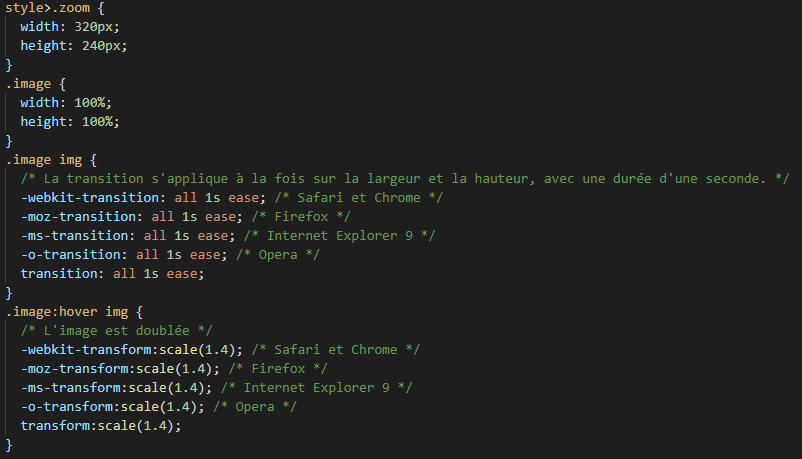 style>.zoom {
width: 320px;
height: 240px;
}
.image {
width: 100%;
height: 100%;
}
.image img {
/* La transition s'applique à la fois sur la largeur et la hauteur, avec une durée d'une seconde. */
-webkit-transition: all 1s ease; /* Safari et Chrome */
-moz-transition: all 1s ease; /* Firefox */
-ms-transition: all 1s ease; /* Internet Explorer 9 */
-o-transition: all 1s ease; /* Opera */
transition: all 1s ease;
}
.image:hover img {
/* L'image est doublée */
-webkit-transform:scale(1.4); /* Safari et Chrome */
-moz-transform:scale(1.4); /* Firefox */
-ms-transform:scale(1.4); /* Internet Explorer 9 */
-o-transform:scale(1.4); /* Opera */
transform:scale(1.4);
}